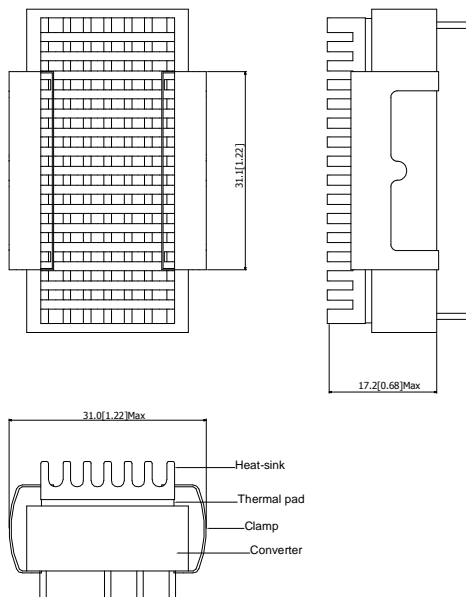 31.1[1.22]
17.2[0.68]Max
31.0[1.22]Max
Heat-sink
Thermal pad
Clamp
Converter